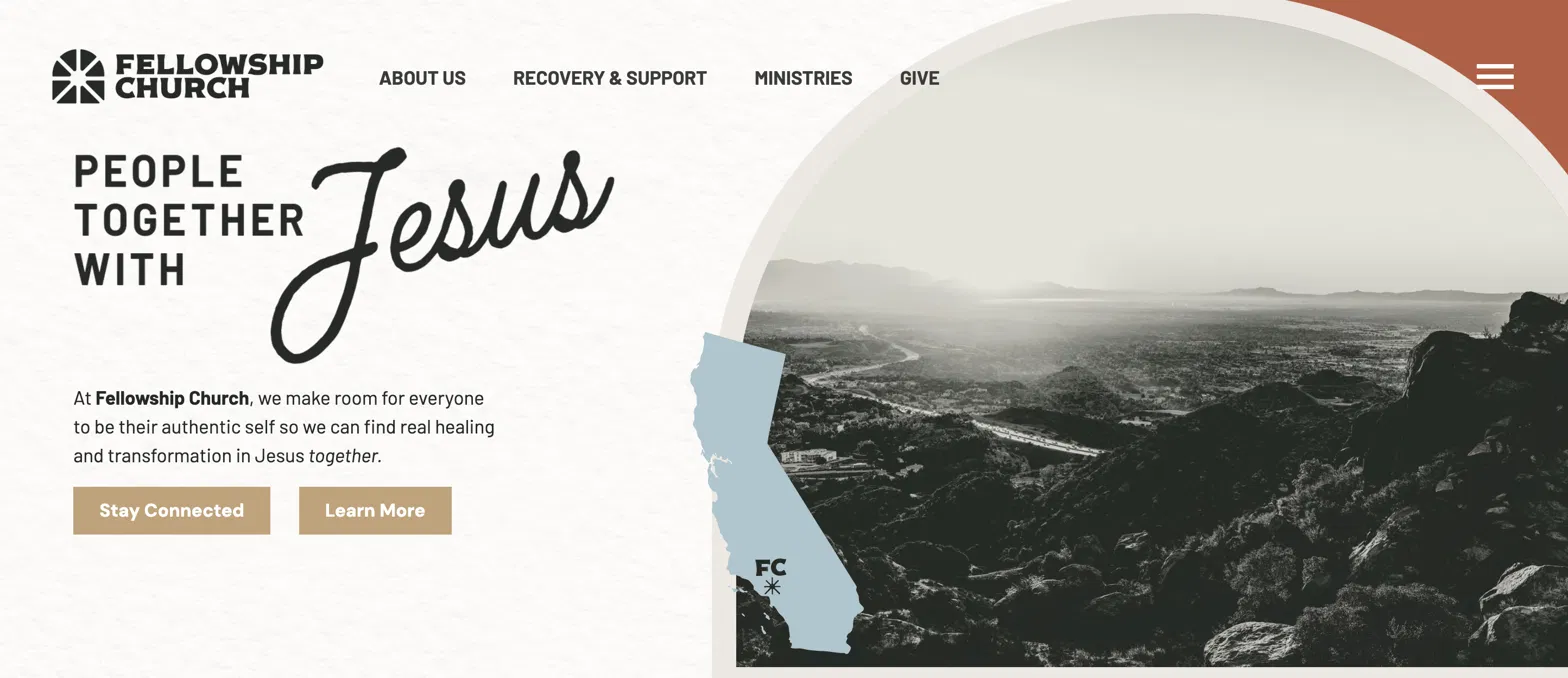 FELLOWSHIP
CHURCH
ABOUT US
RECOVERY & SUPPORT
MINISTRIES
GIVE
PEOPLE
TOGETHER
WITH Jesus
At Fellowship Church, we make room for everyone
to be their authentic self so we can find real healing
and transformation in Jesus together.
Stay Connected
Learn More
FC